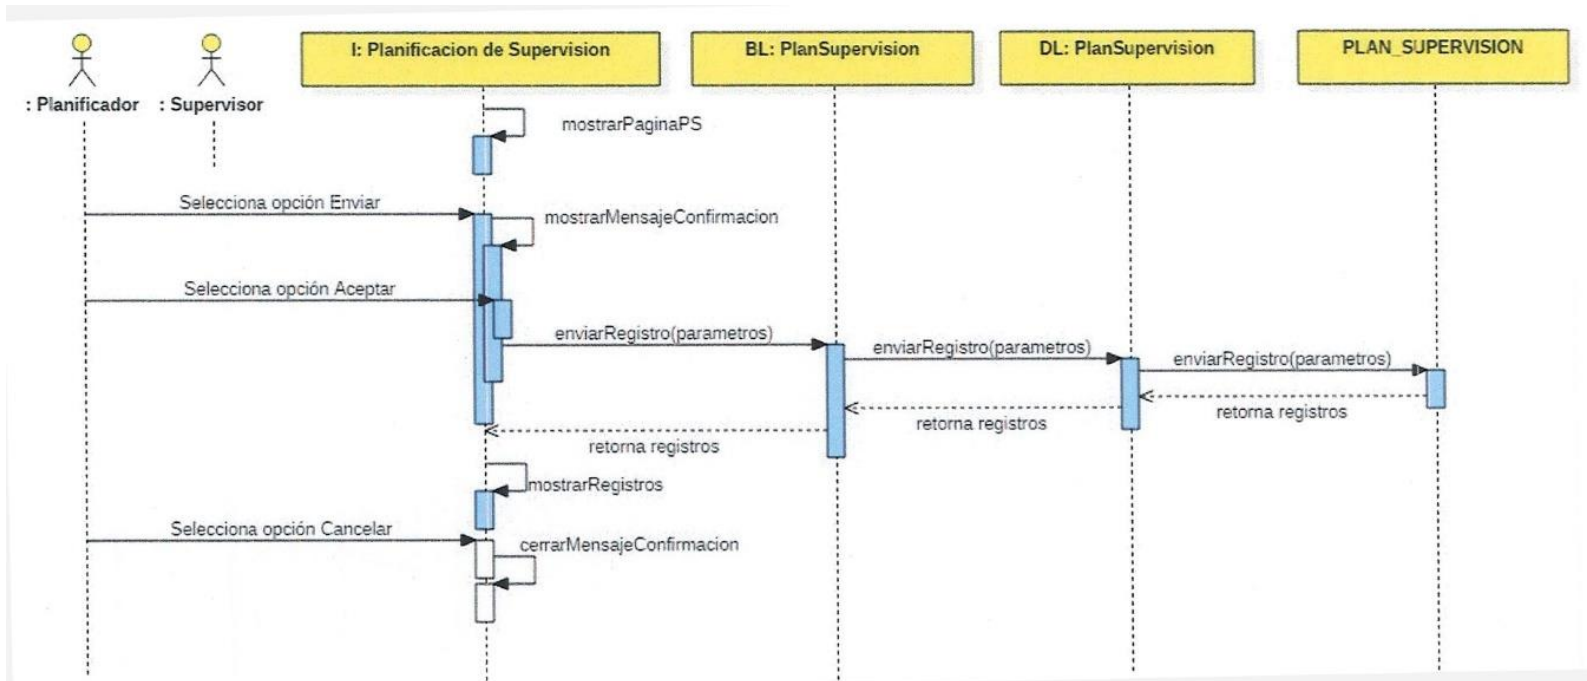 I: Planificacion de Supervision
BL: PlanSupervision
DL: PlanSupervision
PLAN_SUPERVISION
: Planificador
: Supervisor
mostrarPaginaPS
Selecciona opción Enviar
mostrarMensajeConfirmacion
Selecciona opción Aceptar
enviarRegistro(parametros)
enviarRegistro(parametros)
enviarRegistro(parametros)
retorna registros
retorna registros
retorna registros
mostrarRegistros
Selecciona opción Cancelar
cerrarMensajeConfirmacion